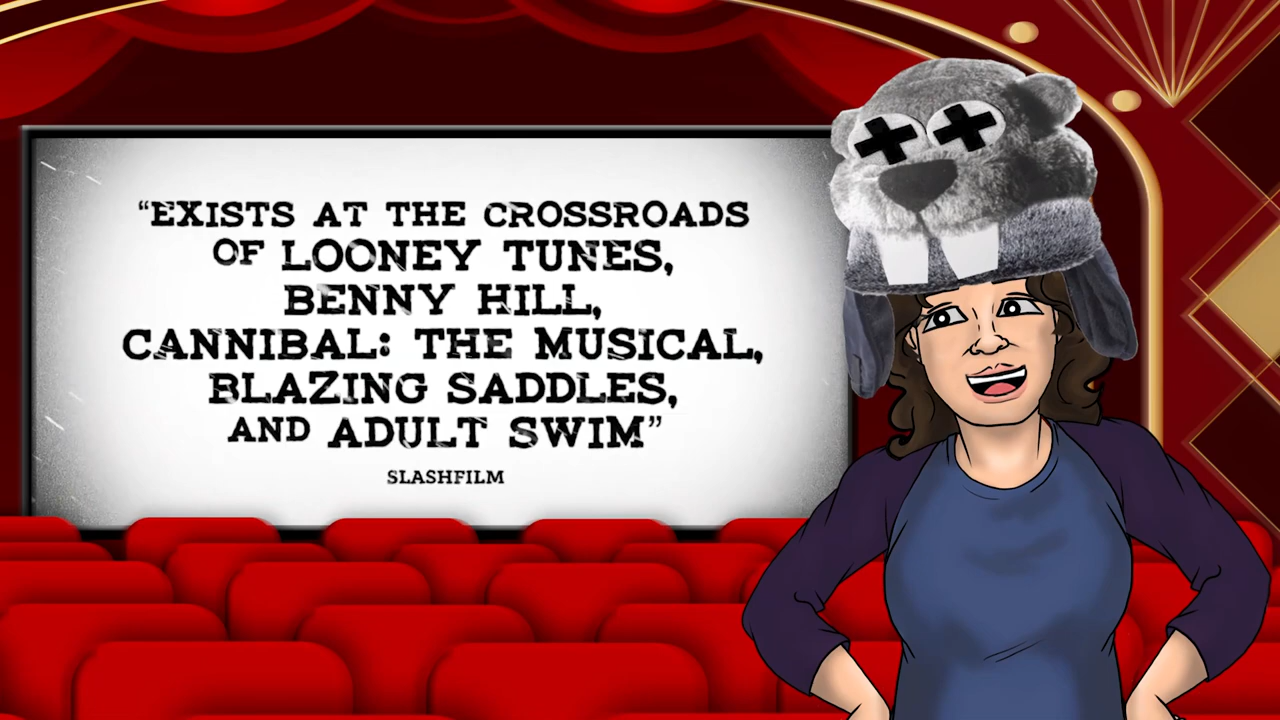 “EXISTS AT THE CROSSROADS
OF LOONEY TUNES,
BENNY HILL,
CANNIBAL: THE MUSICAL,
BLAZING SADDLES,
AND ADULT SWIM”
SLASHFILM